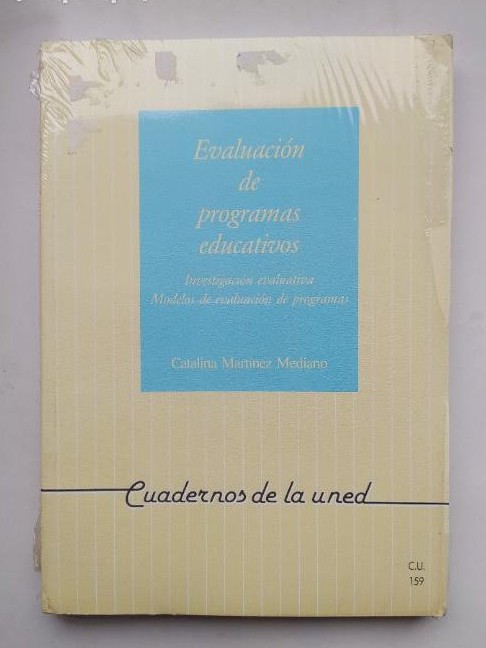 Evaluación
de
programas
educativos
Investigación evaluativa
Modelos de evaluación de programas
Catalina Martínez Mediano
Cuadernos de la uned
C.U.
159